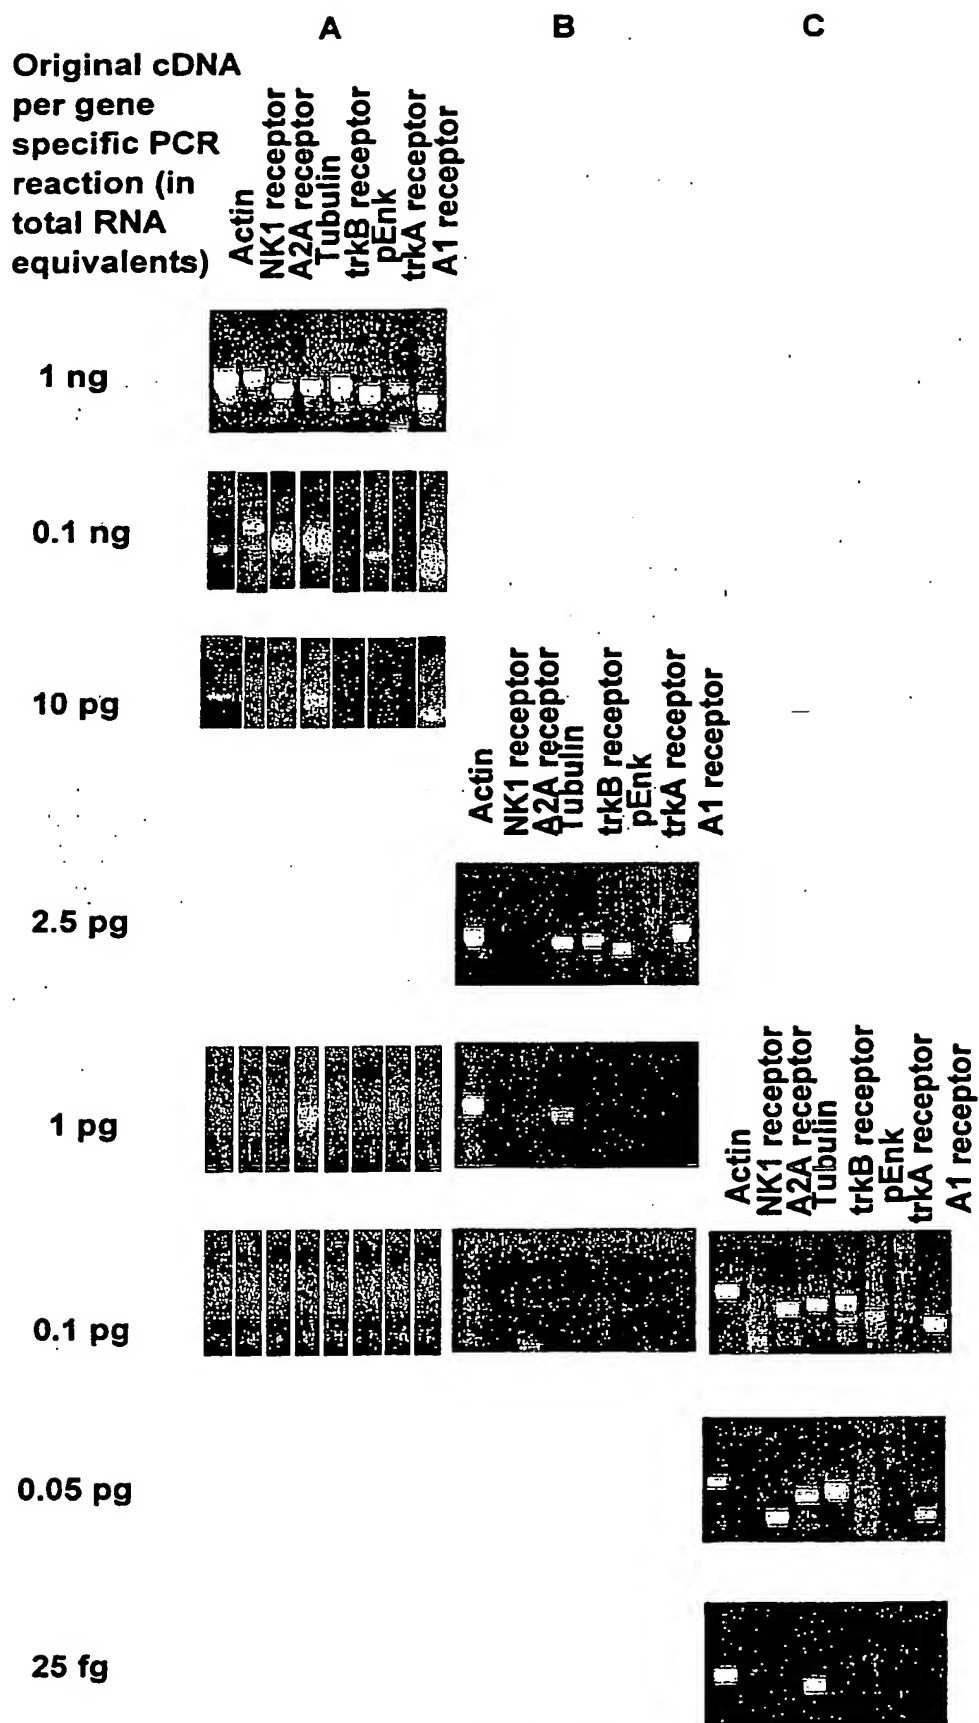 A B C
Original cDNA
per gene
specific PCR
reaction (in
total RNA
equivalents)
Actin
NK1 receptor
A2A receptor
Tubulin
trkB receptor
pEnk
trkA receptor
A1 receptor
1 ng
0.1 ng
10 pg
Actin
NK1 receptor
A2A receptor
Tubulin
trkB receptor
pEnk
trkA receptor
A1 receptor
2.5 pg
1 pg
Actin
NK1 receptor
A2A receptor
Tubulin
trkB receptor
pEnk
trkA receptor
A1 receptor
0.1 pg
0.05 pg
25 fg